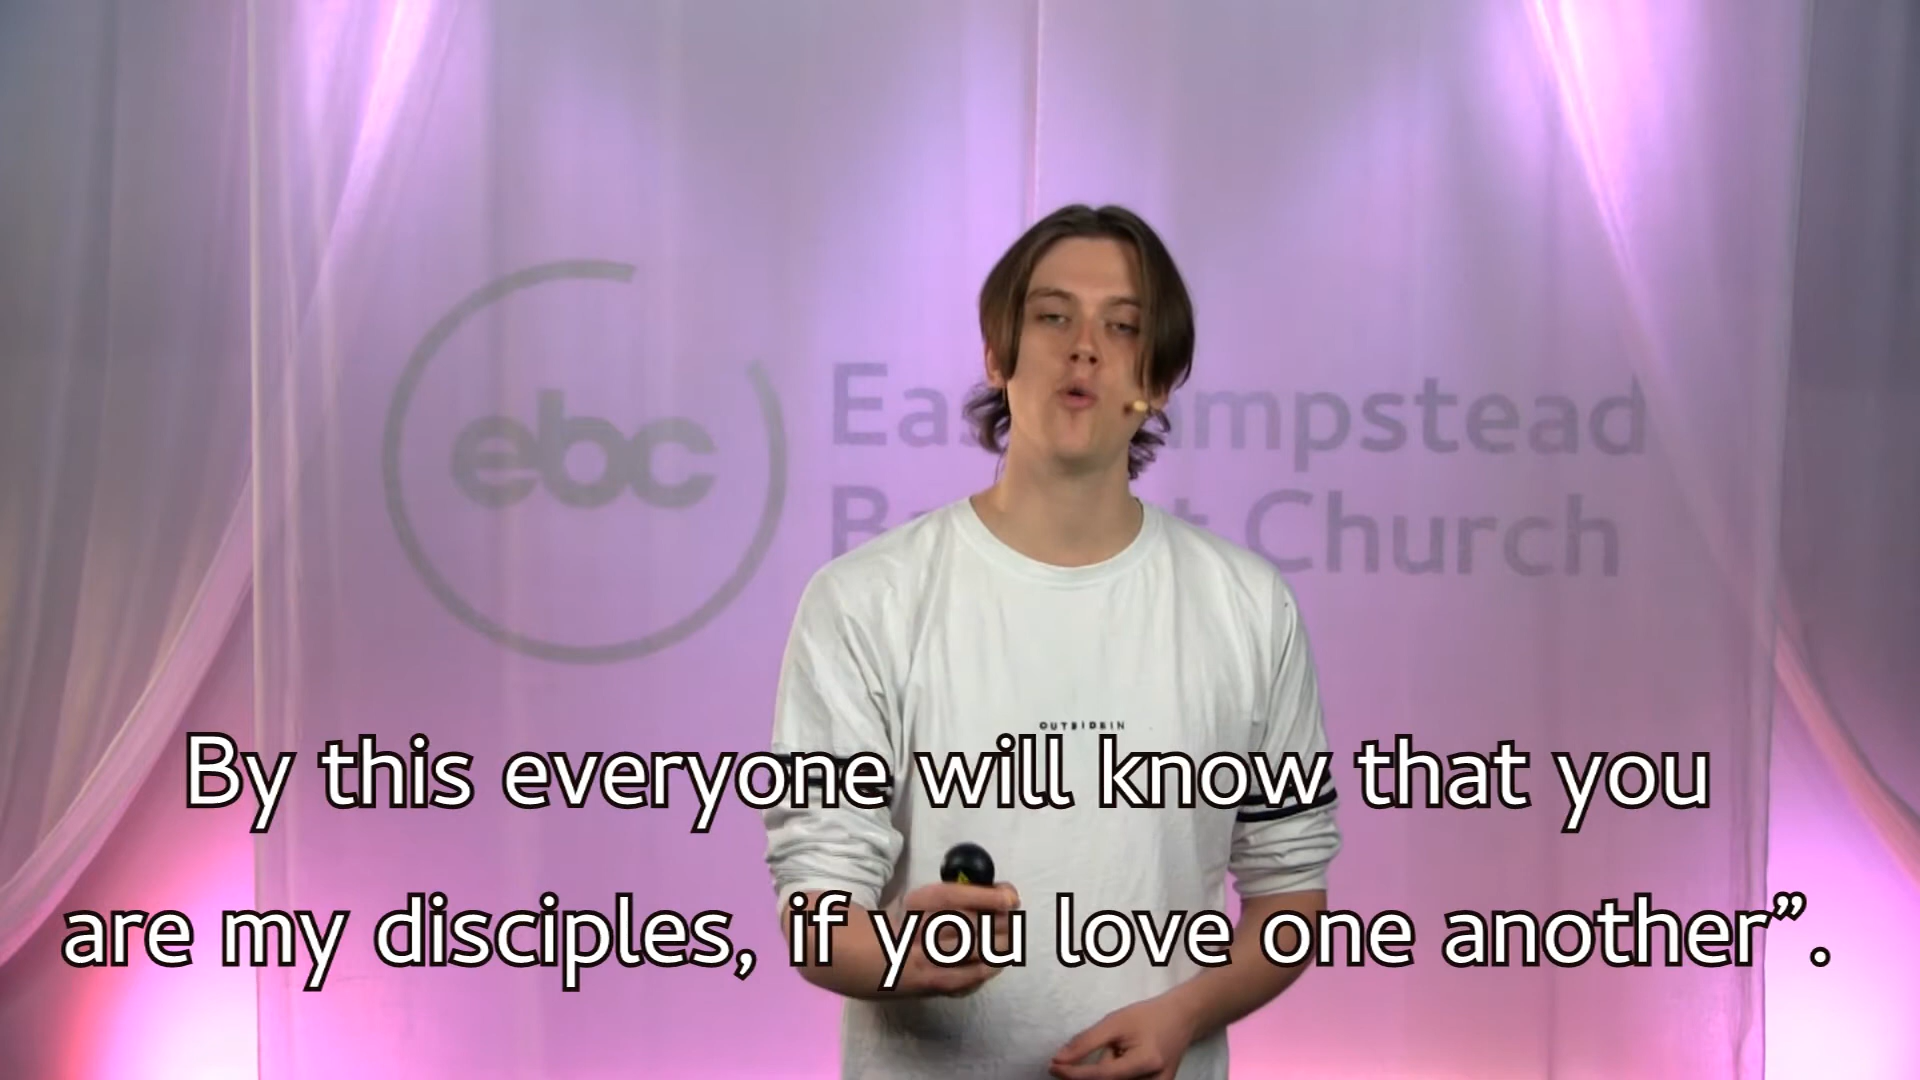 ebc
Ea mpstead
B t Church
OUTSIDEIN
By this everyone will know that you
are my disciples, if you love one another”.